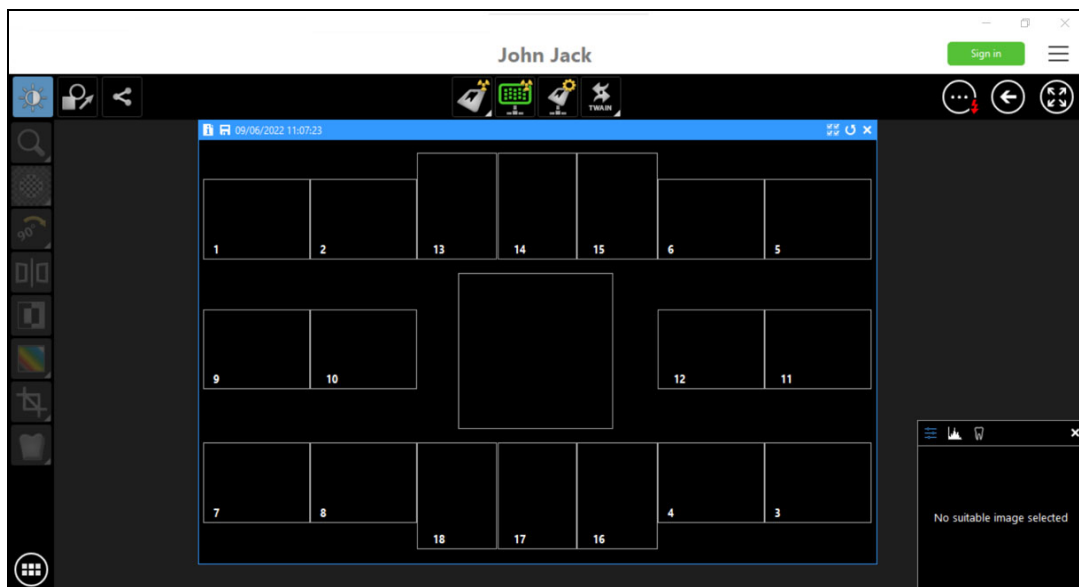 John Jack
Sign in
TWAIN
09/06/2022 11:07:23
1 2 13 14 15 6 5
9 10 12 11
7 8 4 3
18 17 16
No suitable image selected
90°